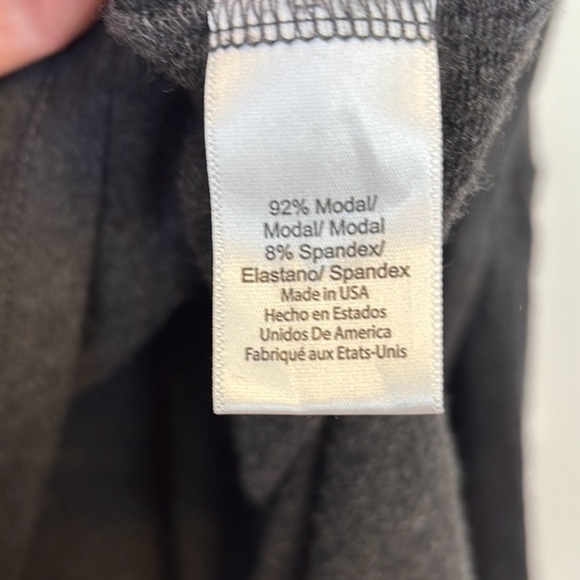 92% Modal/
Modal/ Modal
8% Spandex/
Elastano/ Spandex
Made in USA
Hecho en Estados
Unidos De America
Fabriqué aux Etats-Unis